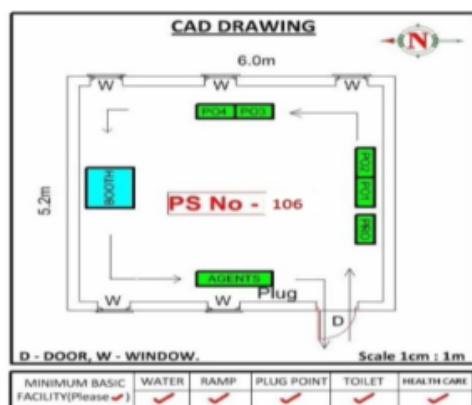 CAD DRAWING
N
6.0m
W W W
PO4 PO3
5.2m
BOOTH
PO2 PO1
PS No - 106
PRO
AGENTS
Plug
W W
D
D - DOOR, W - WINDOW. Scale 1cm : 1m
MINIMUM BASIC FACILITY(Please ✓) WATER RAMP PLUG POINT TOILET HEALTH CARE
✓ ✓ ✓ ✓ ✓